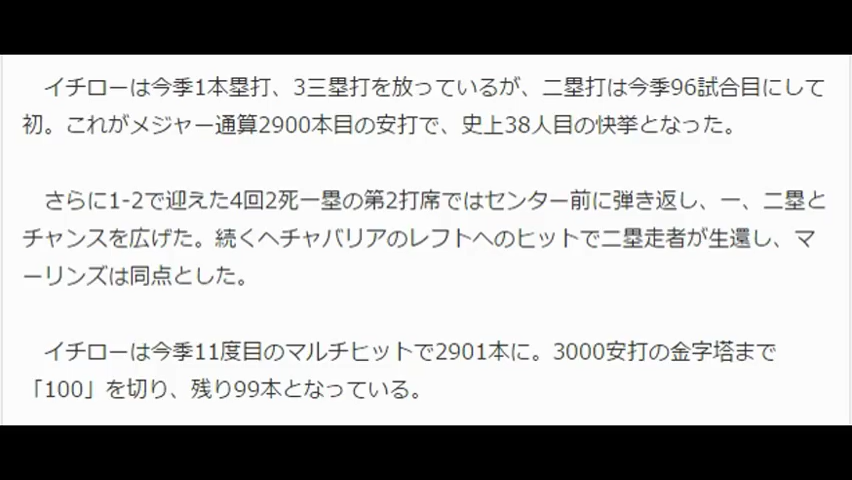 イチローは今季1本塁打、3三塁打を放っているが、二塁打は今季96試合目にして
初。これがメジャー通算2900本目の安打で、史上38人目の快挙となった。
さらに1-2で迎えた4回2死一塁の第2打席ではセンター前に弾き返し、一、二塁と
チャンスを広げた。続くヘチャバリアのレフトへのヒットで二塁走者が生還し、マ
ーリンズは同点とした。
イチローは今季11度目のマルチヒットで2901本に。3000安打の金字塔まで
「100」を切り、残り99本となっている。